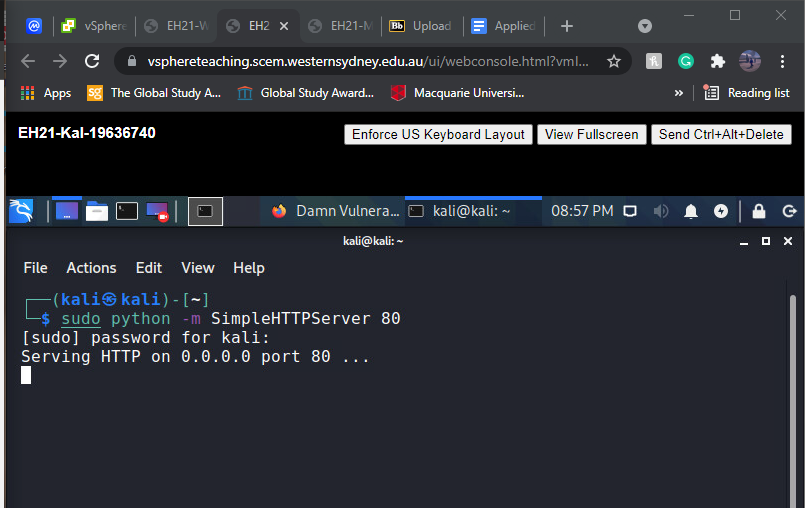 vSphere
EH21-W
EH2
EH21-M
Bb Upload
Applied
vsphereteaching.scem.westernsydney.edu.au/ui/webconsole.html?vml...
Apps
SG The Global Study A...
Global Study Award...
Macquarie Universi...
»
Reading list
EH21-Kal-19636740
Enforce US Keyboard Layout
View Fullscreen
Send Ctrl+Alt+Delete
Damn Vulnera...
kali@kali: ~
08:57 PM
kali@kali: ~
File Actions Edit View Help
┌──(kali㉿kali)-[~]
└─$ sudo python -m SimpleHTTPServer 80
[sudo] password for kali:
Serving HTTP on 0.0.0.0 port 80 ...